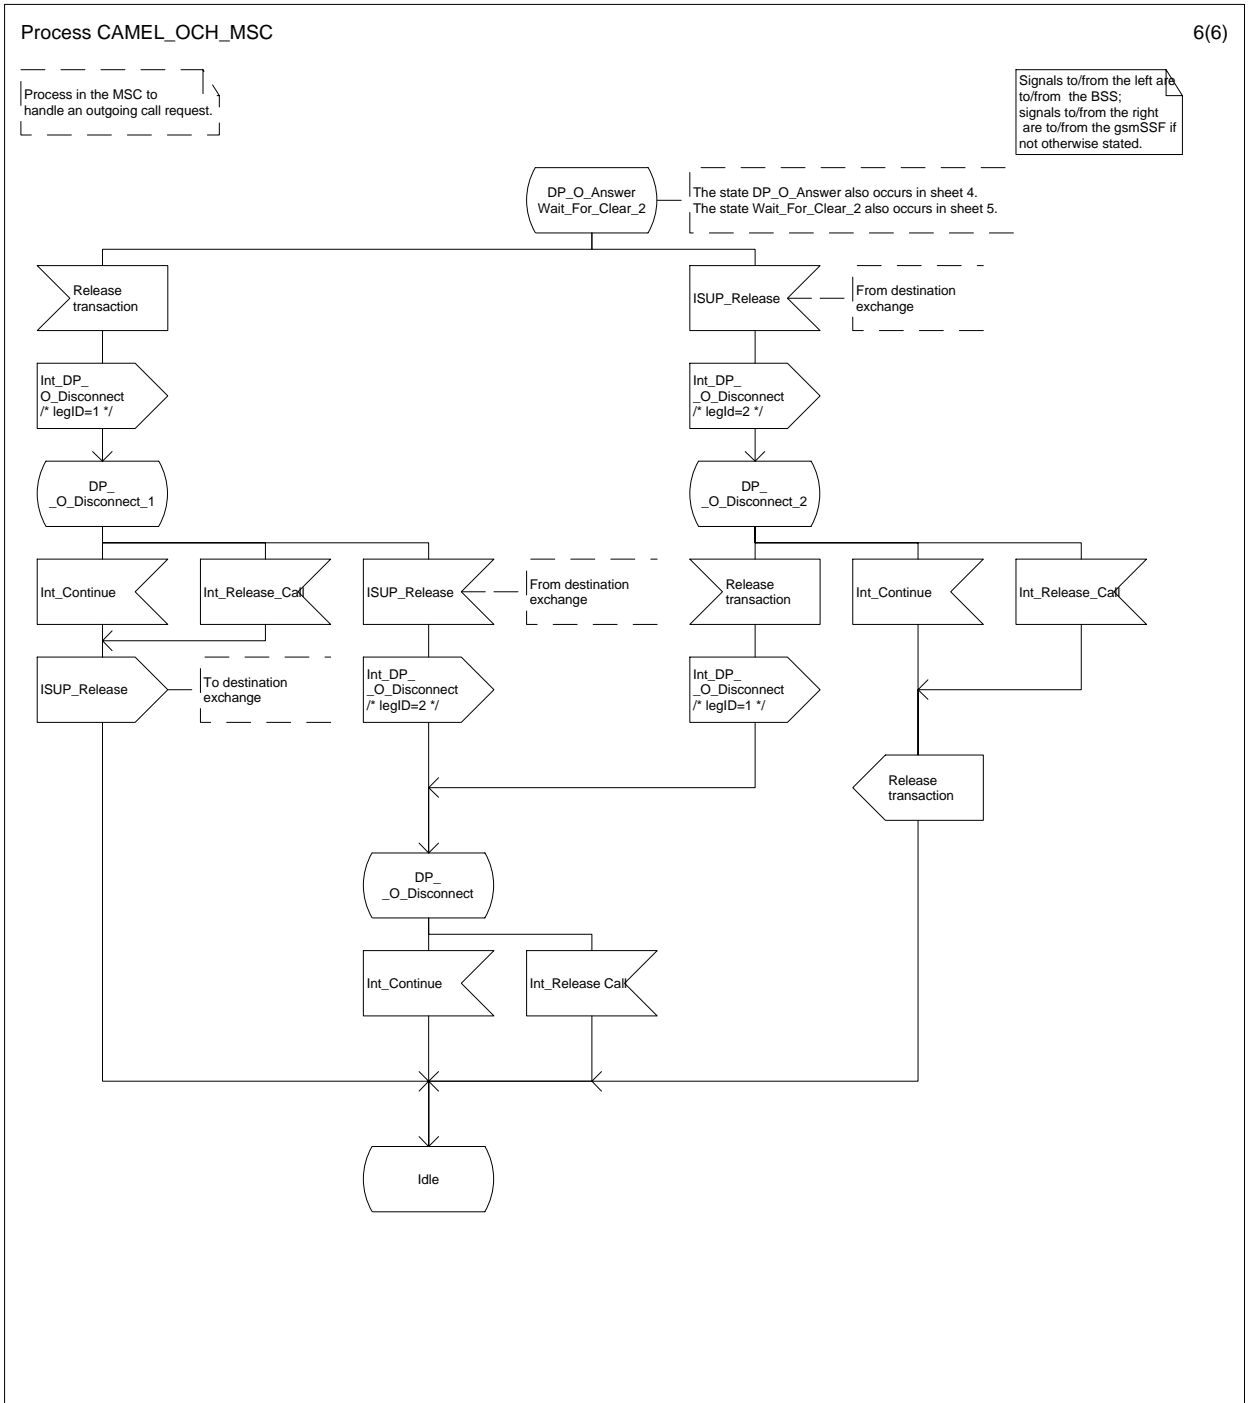 Process CAMEL_OCH_MSC
6(6)
Process in the MSC to
handle an outgoing call request.
Signals to/from the left are
to/from  the BSS;
signals to/from the right
are to/from the gsmSSF if
not otherwise stated.
DP_O_Answer
Wait_For_Clear_2
The state DP_O_Answer also occurs in sheet 4.
The state Wait_For_Clear_2 also occurs in sheet 5.
Release
transaction
ISUP_Release
From destination
exchange
Int_DP_
O_Disconnect
/* legID=1 */
Int_DP_
_O_Disconnect
/* legId=2 */
DP_
_O_Disconnect_1
DP_
_O_Disconnect_2
Int_Continue
Int_Release_Call
ISUP_Release
From destination
exchange
Release
transaction
Int_Continue
Int_Release_Call
ISUP_Release
To destination
exchange
Int_DP_
_O_Disconnect
/* legID=2 */
Int_DP_
_O_Disconnect
/* legID=1 */
Release
transaction
DP_
_O_Disconnect
Int_Continue
Int_Release Call
Idle